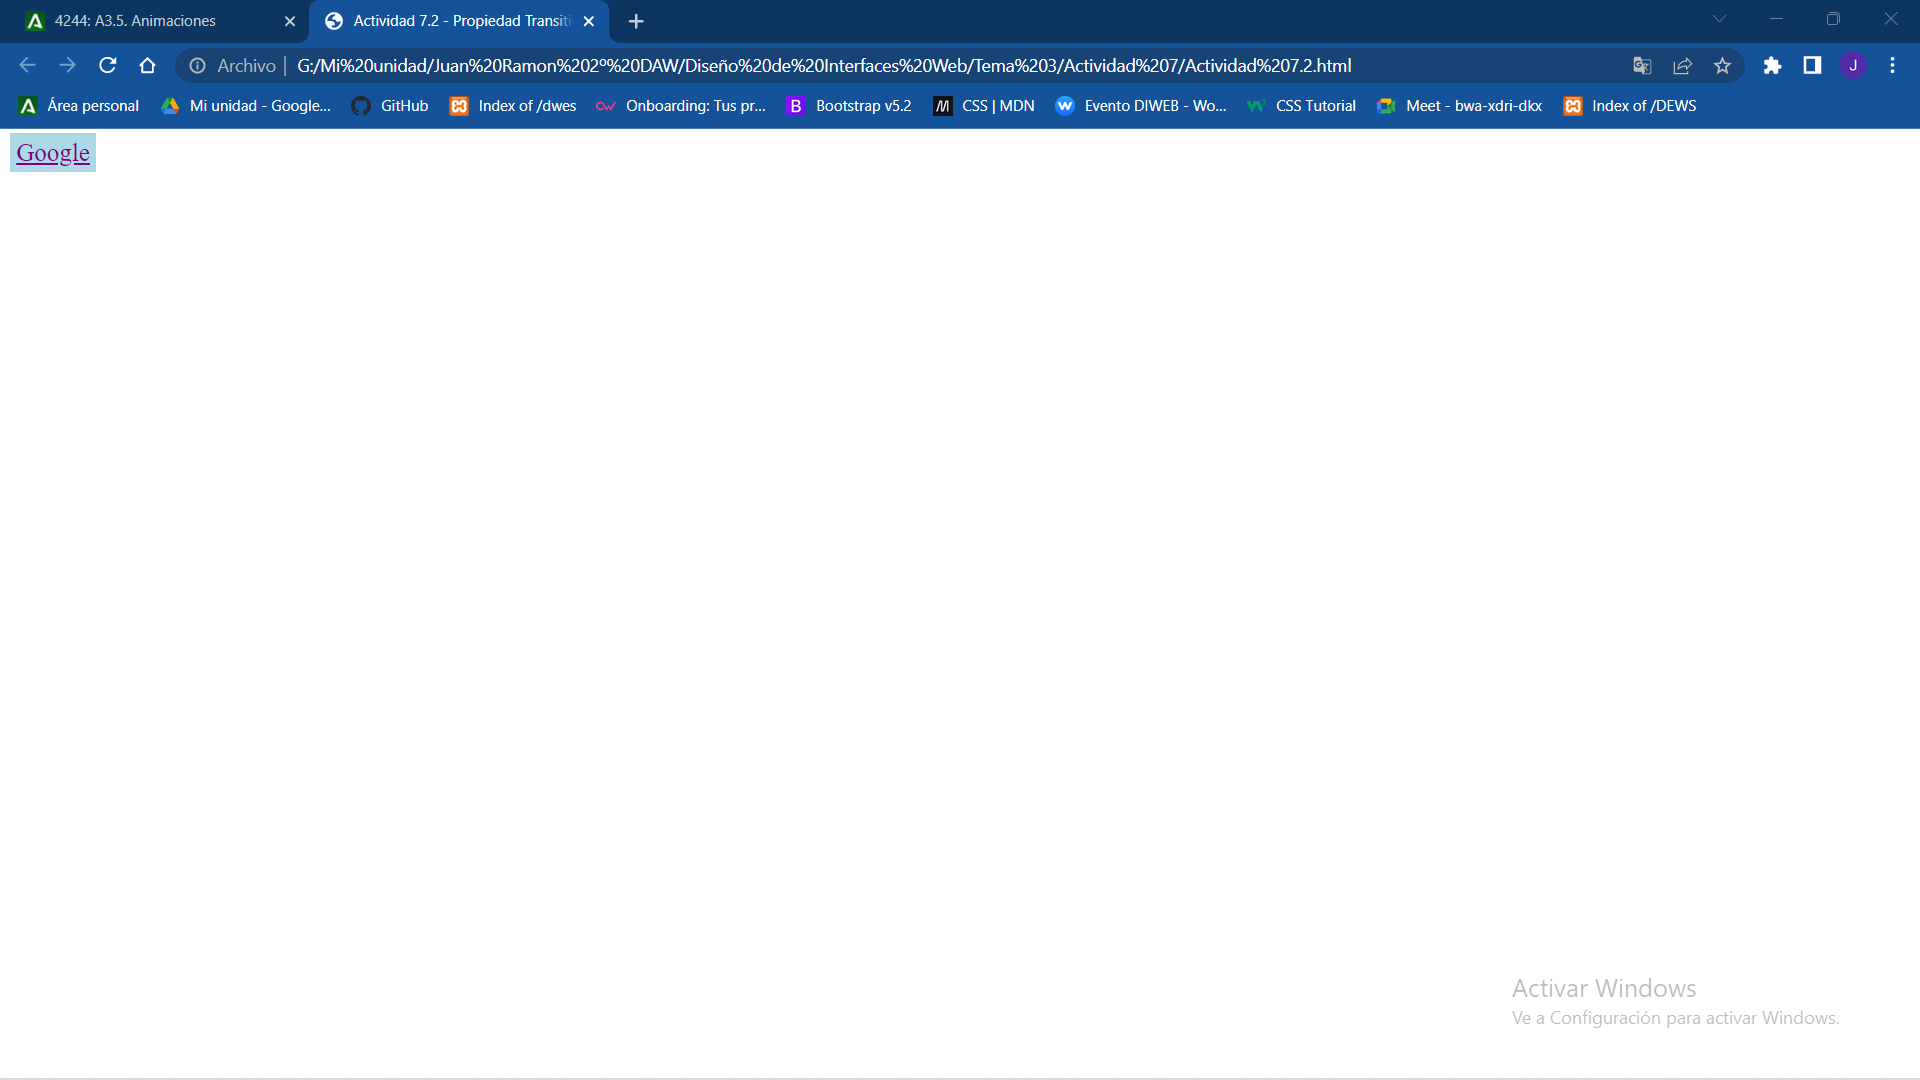 4244: A3.5. Animaciones
Actividad 7.2 - Propiedad Transiti
Archivo G:/Mi%20unidad/Juan%20Ramon%202º%20DAW/Diseño%20de%20Interfaces%20Web/Tema%203/Actividad%207/Actividad%207.2.html
J
Área personal Mi unidad - Google... GitHub Index of /dwes Onboarding: Tus pr... B Bootstrap v5.2 CSS | MDN Evento DIWEB - Wo... CSS Tutorial Meet - bwa-xdri-dkx Index of /DEWS
Google
Activar Windows
Ve a Configuración para activar Windows.